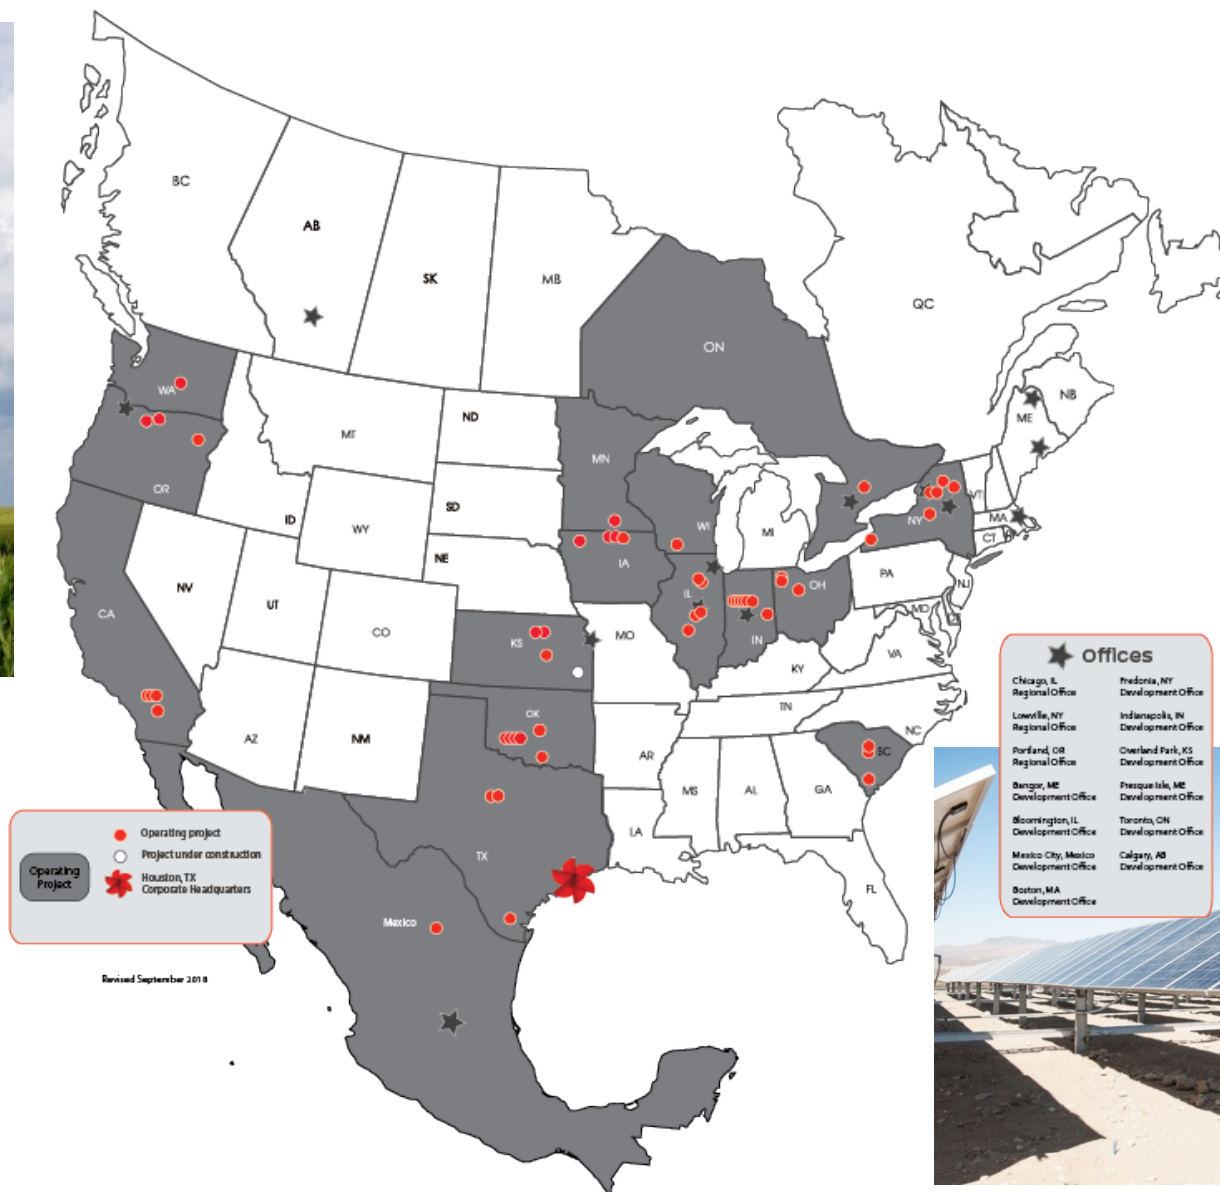 BC
AB
SK
MB
ON
QC
NB
ME
WA
OR
MT
ND
MN
ID
WY
SD
WI
MI
NY
VT
MA
CT
RI
NE
IA
PA
NJ
NV
UT
CO
CA
KS
MO
IL
IN
OH
MD
DE
KY
VA
AZ
NM
OK
AR
TN
NC
SC
MS
AL
GA
TX
LA
FL
Mexico
Operating
Project
Operating project
Project under construction
Houston, TX
Corporate Headquarters
Revised September 2018
Offices
Chicago, IL
Regional Office
Lowville, NY
Regional Office
Portland, OR
Regional Office
Bangor, ME
Development Office
Bloomington, IL
Development Office
Mexico City, Mexico
Development Office
Boston, MA
Development Office
Fredonia, NY
Development Office
Indianapolis, IN
Development Office
Overland Park, KS
Development Office
Presque Isle, ME
Development Office
Toronto, ON
Development Office
Calgary, AB
Development Office